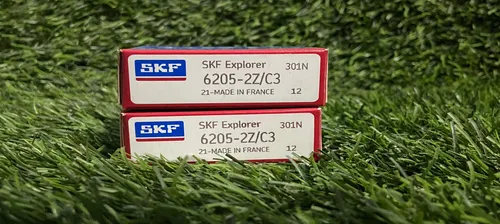 SKF
SKF Explorer 301N
6205-2Z/C3
21-MADE IN FRANCE 12
SKF
SKF Explorer 301N
6205-2Z/C3
21-MADE IN FRANCE 12